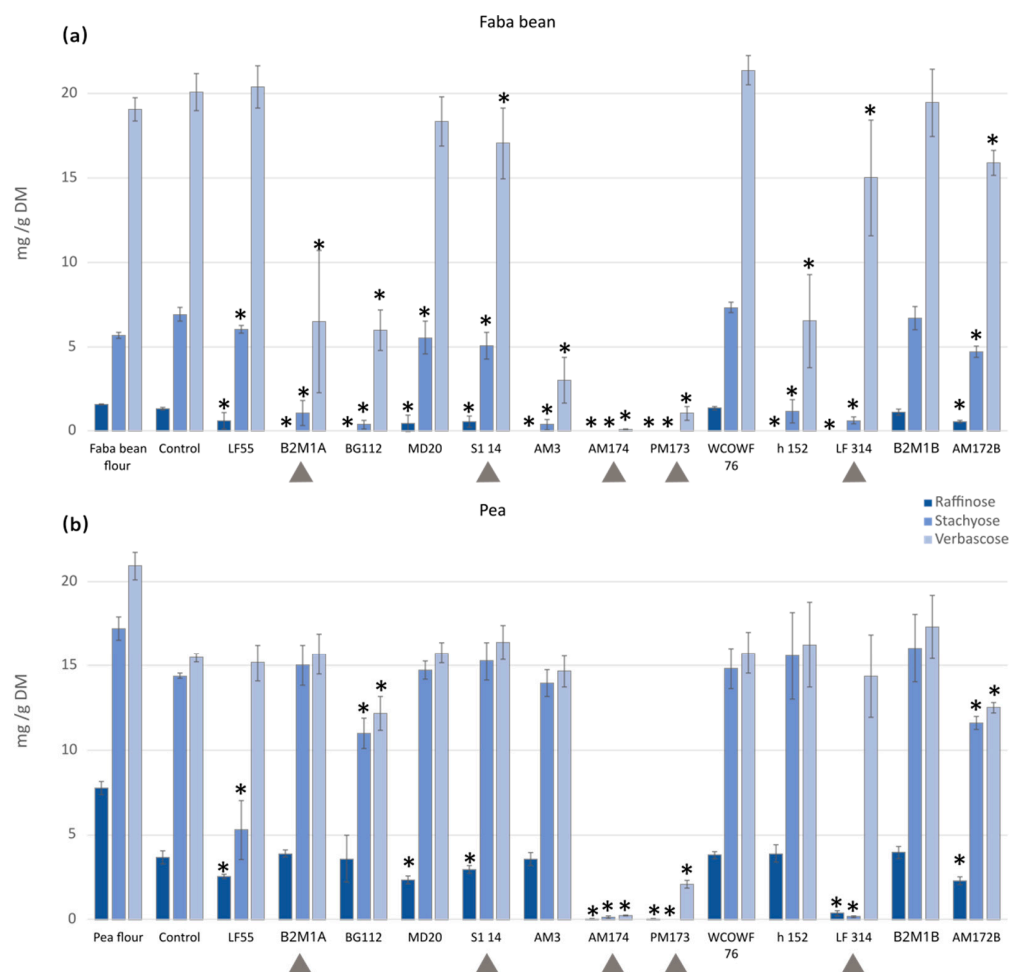 Faba bean
(a)
20
15
10
5
0
mg /g DM
* * * * * * * * * * * * * * * * * * * * * * * * * * * * *
Faba bean flour Control LF55 B2M1A BG112 MD20 S1 14 AM3 AM174 PM173 WCOWF 76 h 152 LF 314 B2M1B AM172B
Raffinose
Stachyose
Verbascose
(b)
Pea
20
15
10
5
0
mg /g DM
* * * * * * * * * * * * * * * * *
Pea flour Control LF55 B2M1A BG112 MD20 S1 14 AM3 AM174 PM173 WCOWF 76 h 152 LF 314 B2M1B AM172B